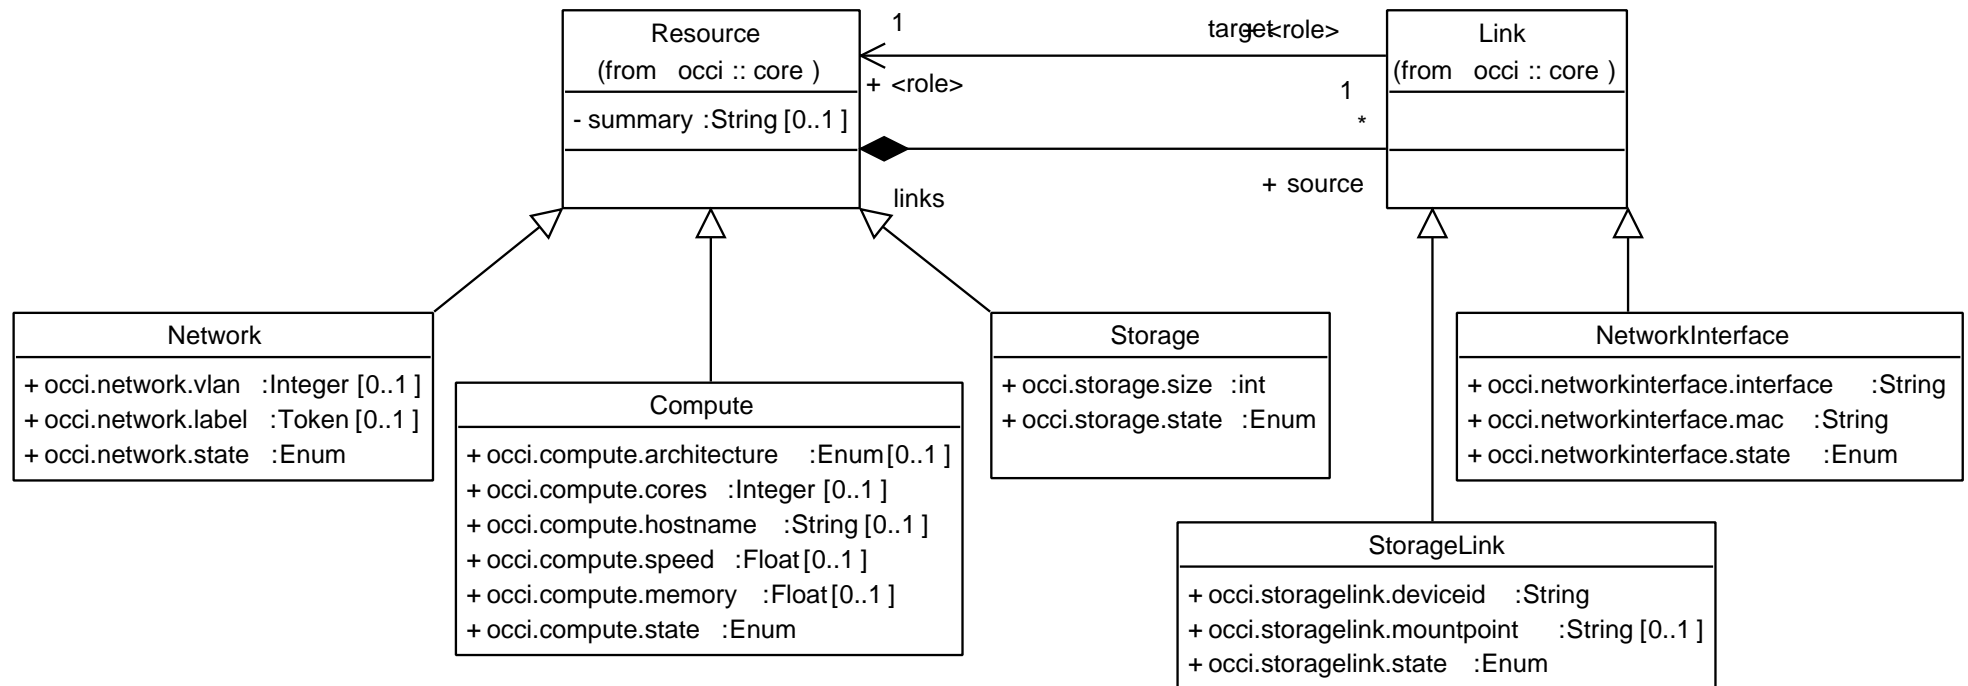 Resource
(from occi :: core )
- summary :String [0..1 ]
1
target
+ <role>
+ <role>
1
*
links
+ source
Link
(from occi :: core )
Network
+ occi.network.vlan :Integer [0..1 ]
+ occi.network.label :Token [0..1 ]
+ occi.network.state :Enum
Compute
+ occi.compute.architecture :Enum [0..1 ]
+ occi.compute.cores :Integer [0..1 ]
+ occi.compute.hostname :String [0..1 ]
+ occi.compute.speed :Float [0..1 ]
+ occi.compute.memory :Float [0..1 ]
+ occi.compute.state :Enum
Storage
+ occi.storage.size :int
+ occi.storage.state :Enum
NetworkInterface
+ occi.networkinterface.interface :String
+ occi.networkinterface.mac :String
+ occi.networkinterface.state :Enum
StorageLink
+ occi.storagelink.deviceid :String
+ occi.storagelink.mountpoint :String [0..1 ]
+ occi.storagelink.state :Enum